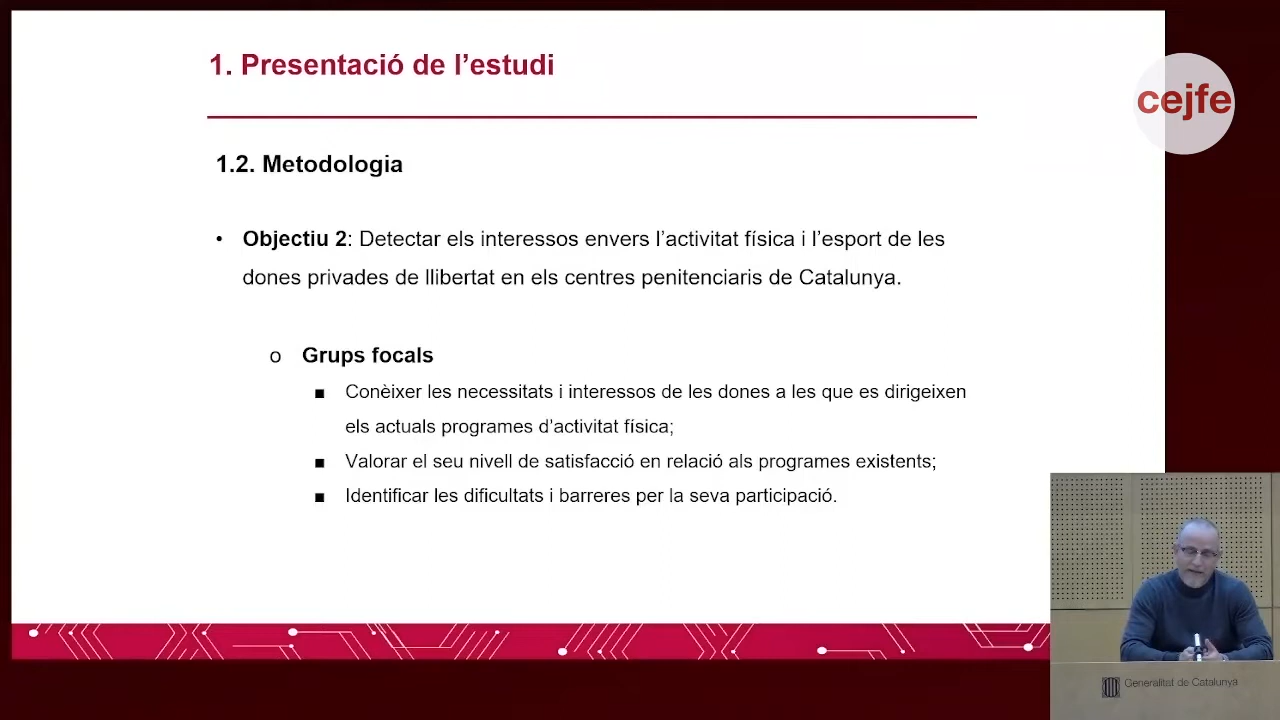 1. Presentació de l’estudi
cejfe
1.2. Metodologia
• Objectiu 2: Detectar els interessos envers l’activitat física i l’esport de les
dones privades de llibertat en els centres penitenciaris de Catalunya.
o Grups focals
■ Conèixer les necessitats i interessos de les dones a les que es dirigeixen
els actuals programes d’activitat física;
■ Valorar el seu nivell de satisfacció en relació als programes existents;
■ Identificar les dificultats i barreres per la seva participació.
Generalitat de Catalunya